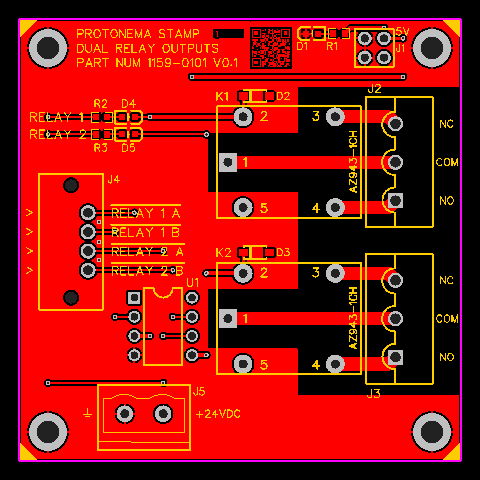 PROTONEMA STAMP
DUAL RELAY OUTPUTS
PART NUM 1159-0101 V0.1
D1 R1
5V
J1
J2
K1 D2
R2 D4
RELAY 1
RELAY 2
R3 D5
2 3
NC
1
AZ943-1CH
COM
5 4
NO
J4
> RELAY 1 A
> RELAY 1 B
> RELAY 2 A
> RELAY 2 B
K2 D3
2 3
NC
U1
1
AZ943-1CH
COM
5 4
NO
J3
J5
+24VDC